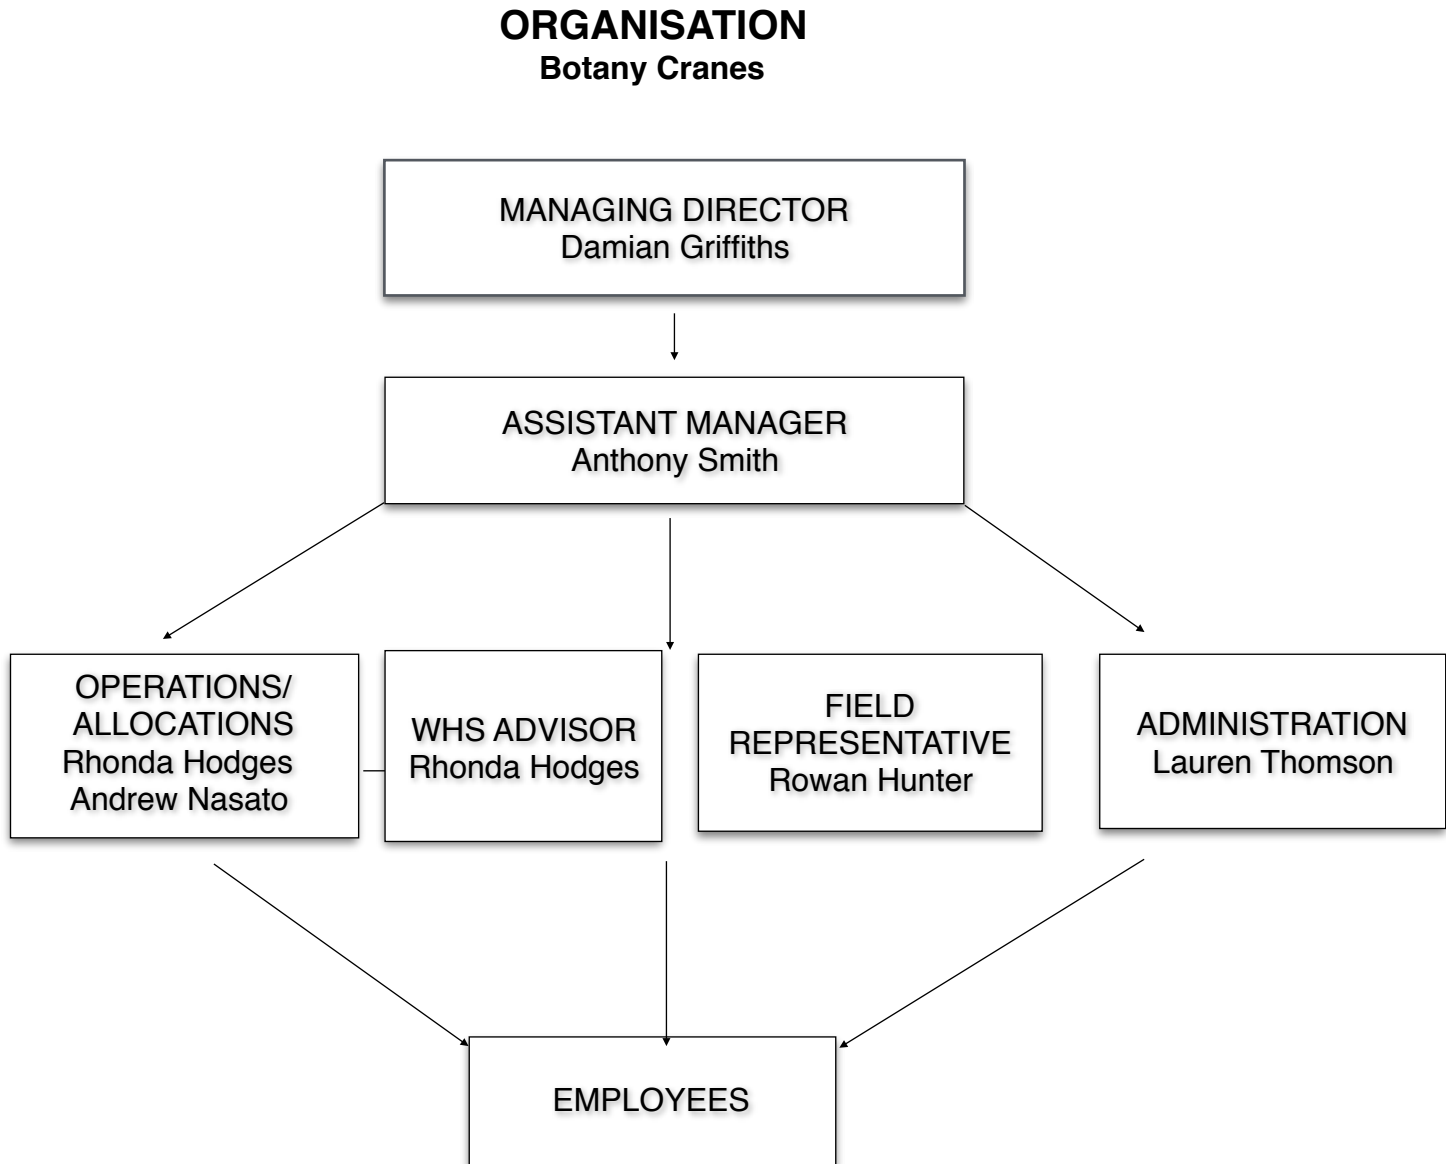 ORGANISATION
Botany Cranes
MANAGING DIRECTOR
Damian Griffiths
ASSISTANT MANAGER
Anthony Smith
OPERATIONS/
ALLOCATIONS
Rhonda Hodges
Andrew Nasato
WHS ADVISOR
Rhonda Hodges
FIELD
REPRESENTATIVE
Rowan Hunter
ADMINISTRATION
Lauren Thomson
EMPLOYEES